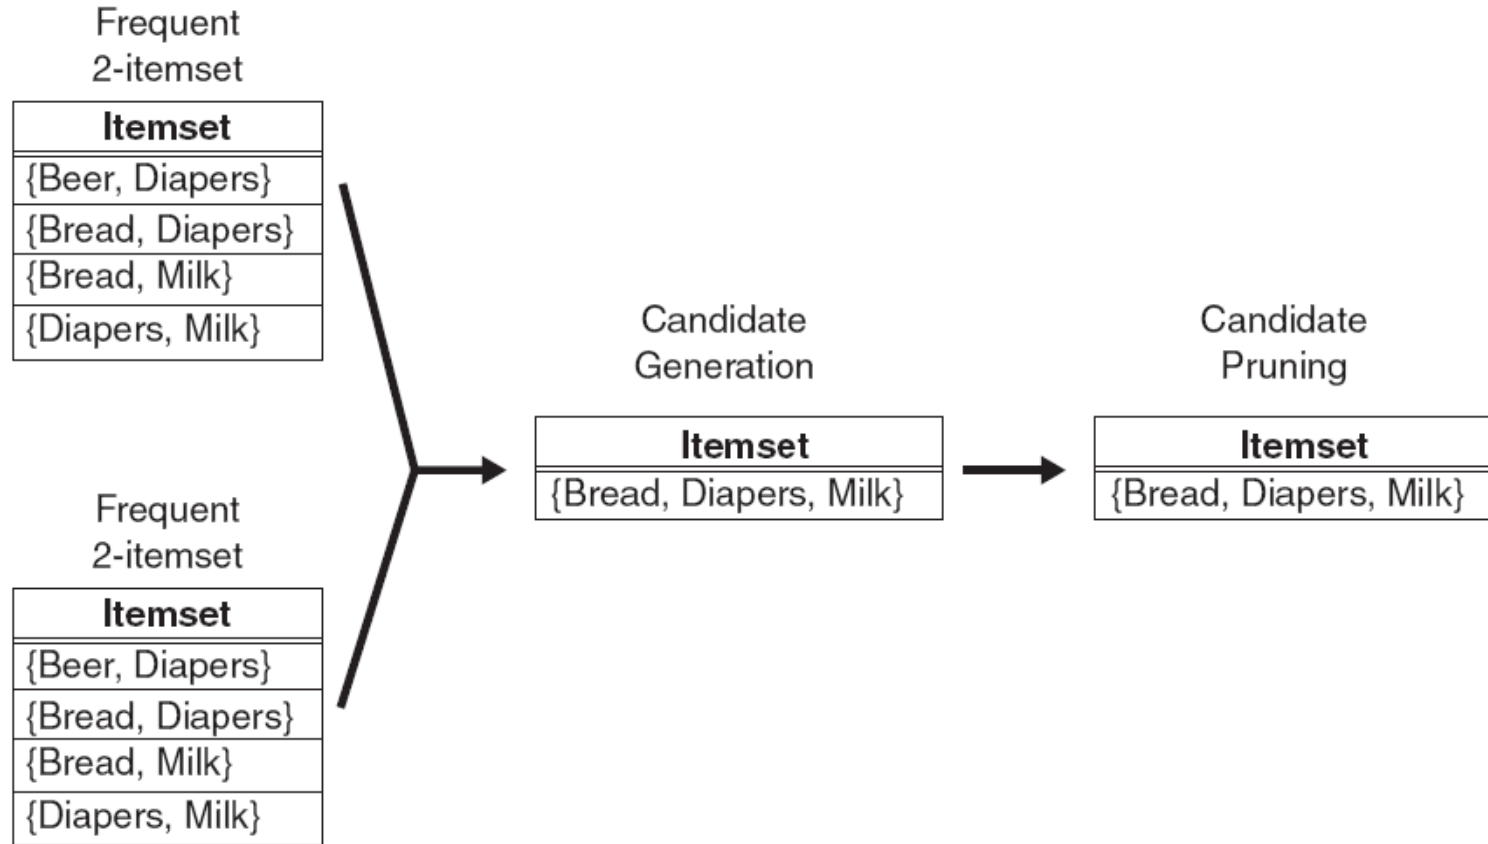 Frequent
2-itemset
Itemset
{Beer, Diapers}
{Bread, Diapers}
{Bread, Milk}
{Diapers, Milk}
Frequent
2-itemset
Itemset
{Beer, Diapers}
{Bread, Diapers}
{Bread, Milk}
{Diapers, Milk}
Candidate
Generation
Itemset
{Bread, Diapers, Milk}
Candidate
Pruning
Itemset
{Bread, Diapers, Milk}